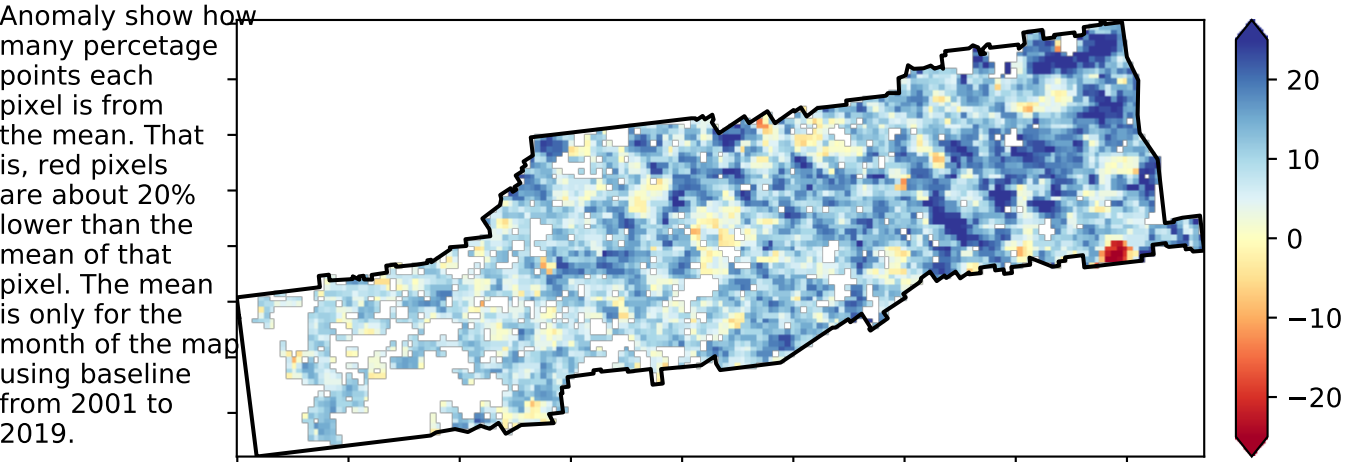 Anomaly show how
many percetage
points each
pixel is from
the mean. That
is, red pixels
are about 20%
lower than the
mean of that
pixel. The mean
is only for the
month of the map
using baseline
from 2001 to
2019.
20
10
0
−10
−20